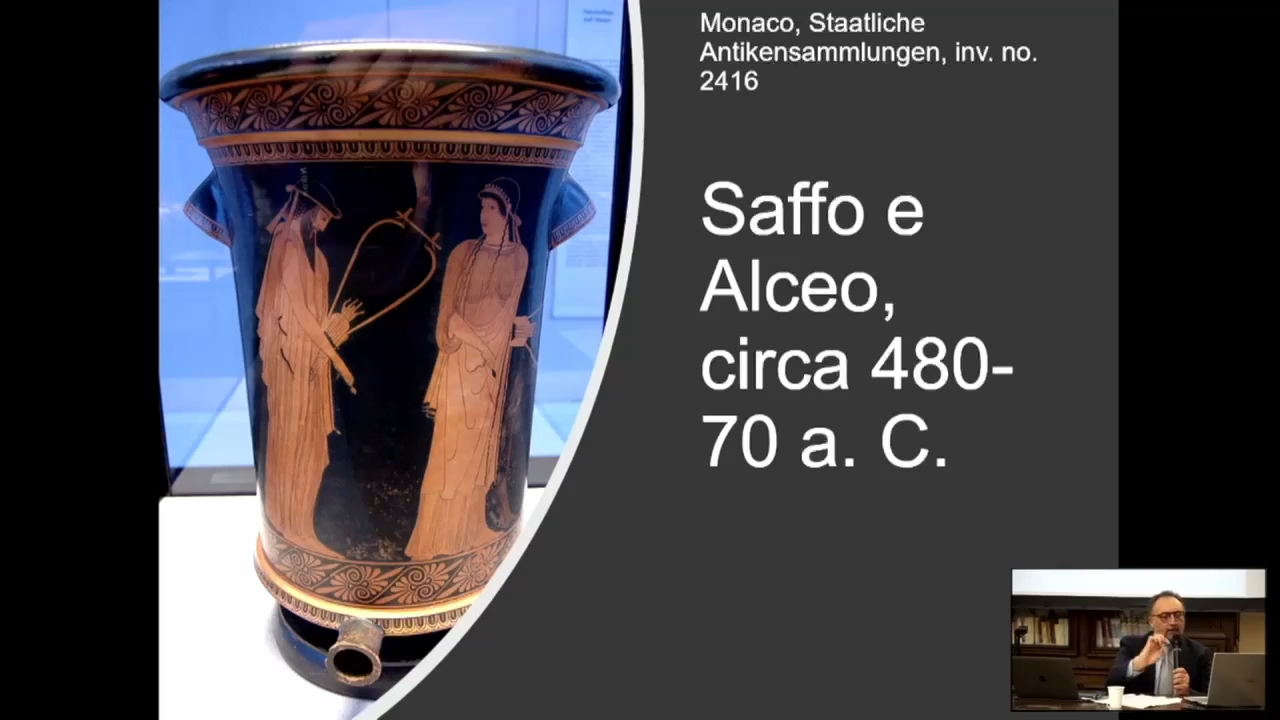 Monaco, Staatliche
Antikensammlungen, inv. no.
2416
Saffo e
Alceo,
circa 480-
70 a. C.